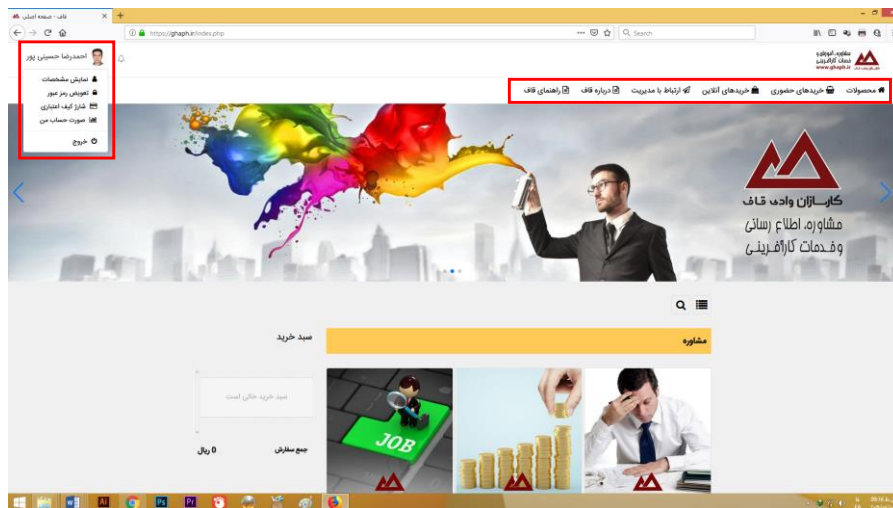 قاف - صفحه اصلی
https://ghaph.ir/index.php
Search
احمدرضا حسینی پور
نمایش مشخصات
تعویض رمز عبور
شارژ کیف اعتباری
صورت حساب من
خروج
www.ghaph.ir
محصولات
خریدهای حضوری
خریدهای آنلاین
ارتباط با مدیریت
درباره قاف
راهنمای قاف
کارسازان وادی قاف
مشاوره، اطلاع رسانی
وخدمات کارآفرینی
سبد خرید
مشاوره
سبد خرید خالی است
جمع سفارش
0 ریال
JOB